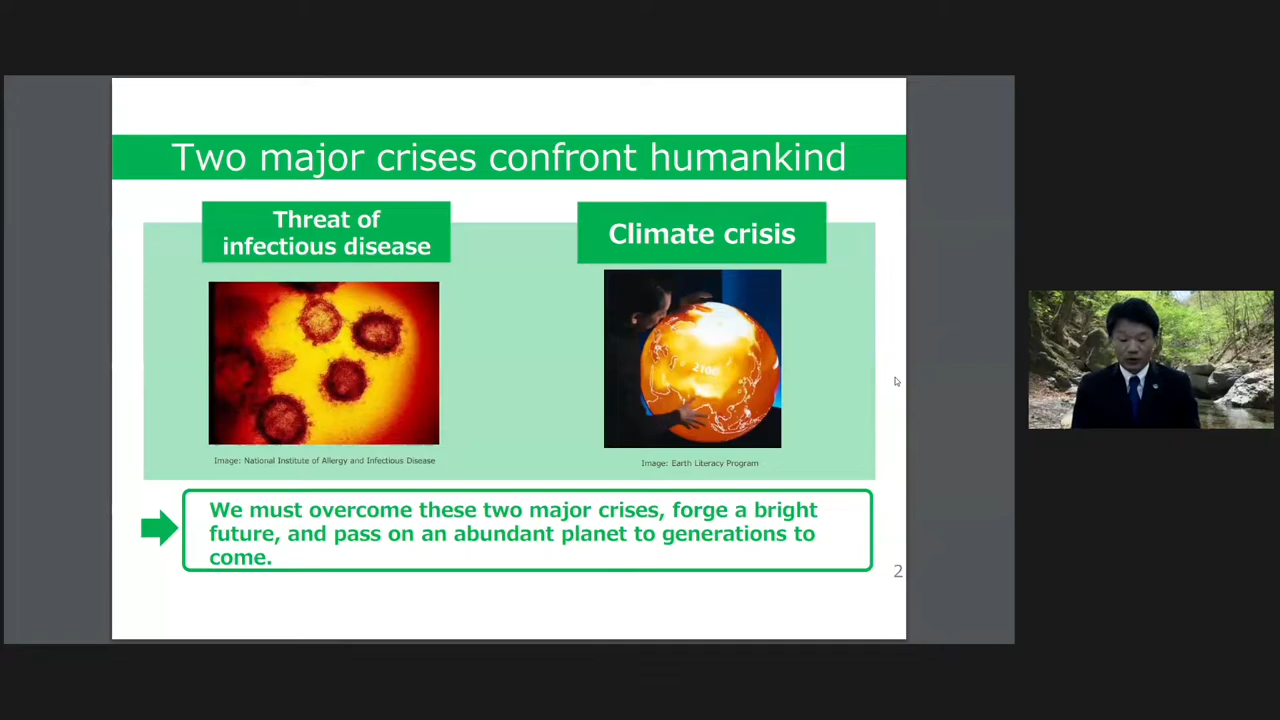 Two major crises confront humankind
Threat of
infectious disease
Climate crisis
2100
Image: National Institute of Allergy and Infectious Disease
Image: Earth Literacy Program
We must overcome these two major crises, forge a bright
future, and pass on an abundant planet to generations to
come.
2